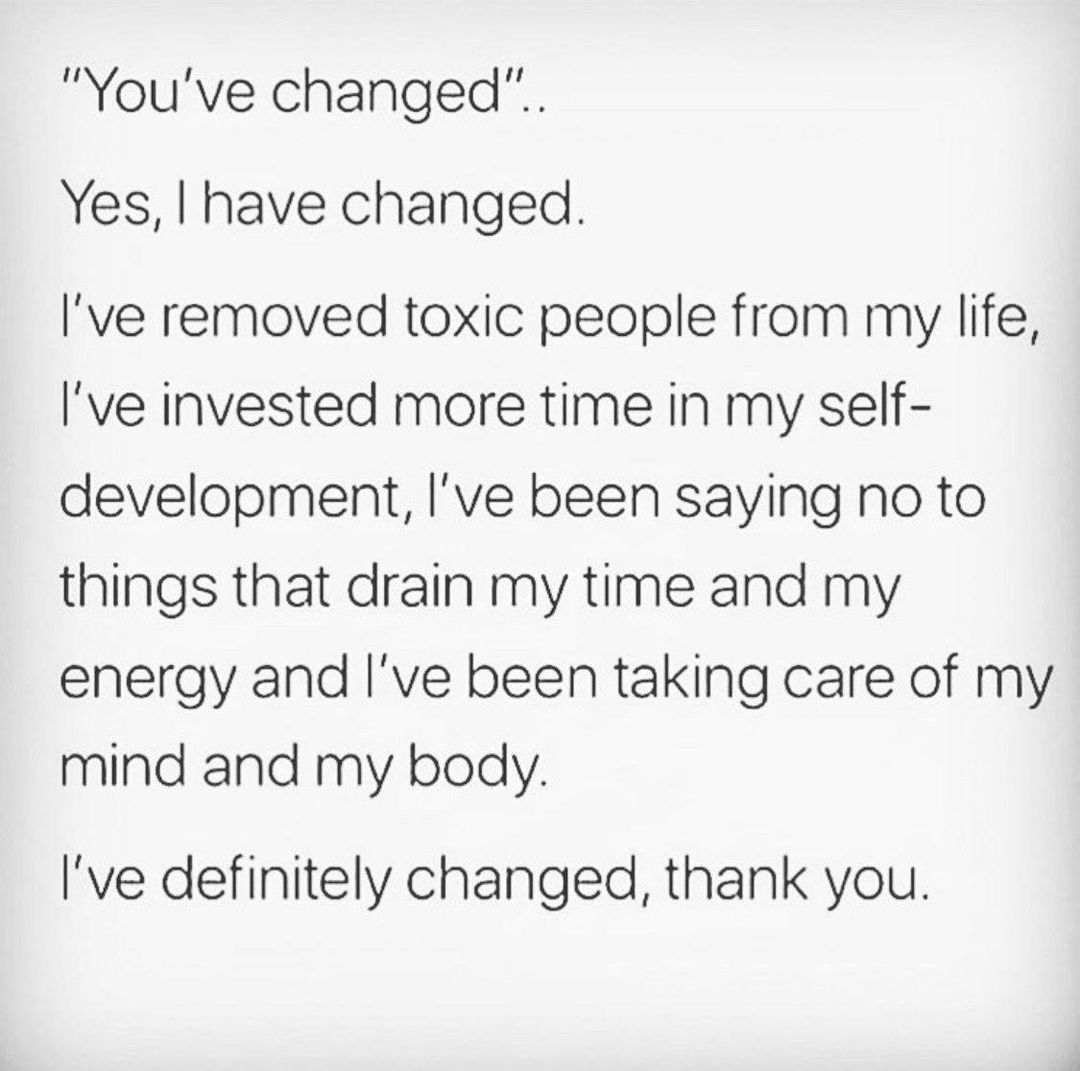 "You've changed"..
Yes, I have changed.
I've removed toxic people from my life,
I've invested more time in my self-
development, I've been saying no to
things that drain my time and my
energy and I've been taking care of my
mind and my body.
I've definitely changed, thank you.